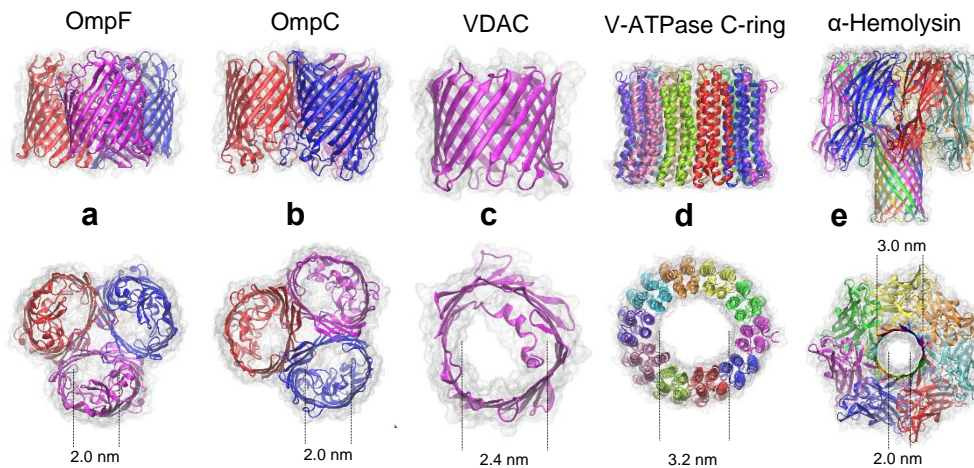 OmpF OmpC VDAC V-ATPase C-ring α-Hemolysin
a b c d e
3.0 nm
2.0 nm 2.0 nm 2.4 nm 3.2 nm 2.0 nm